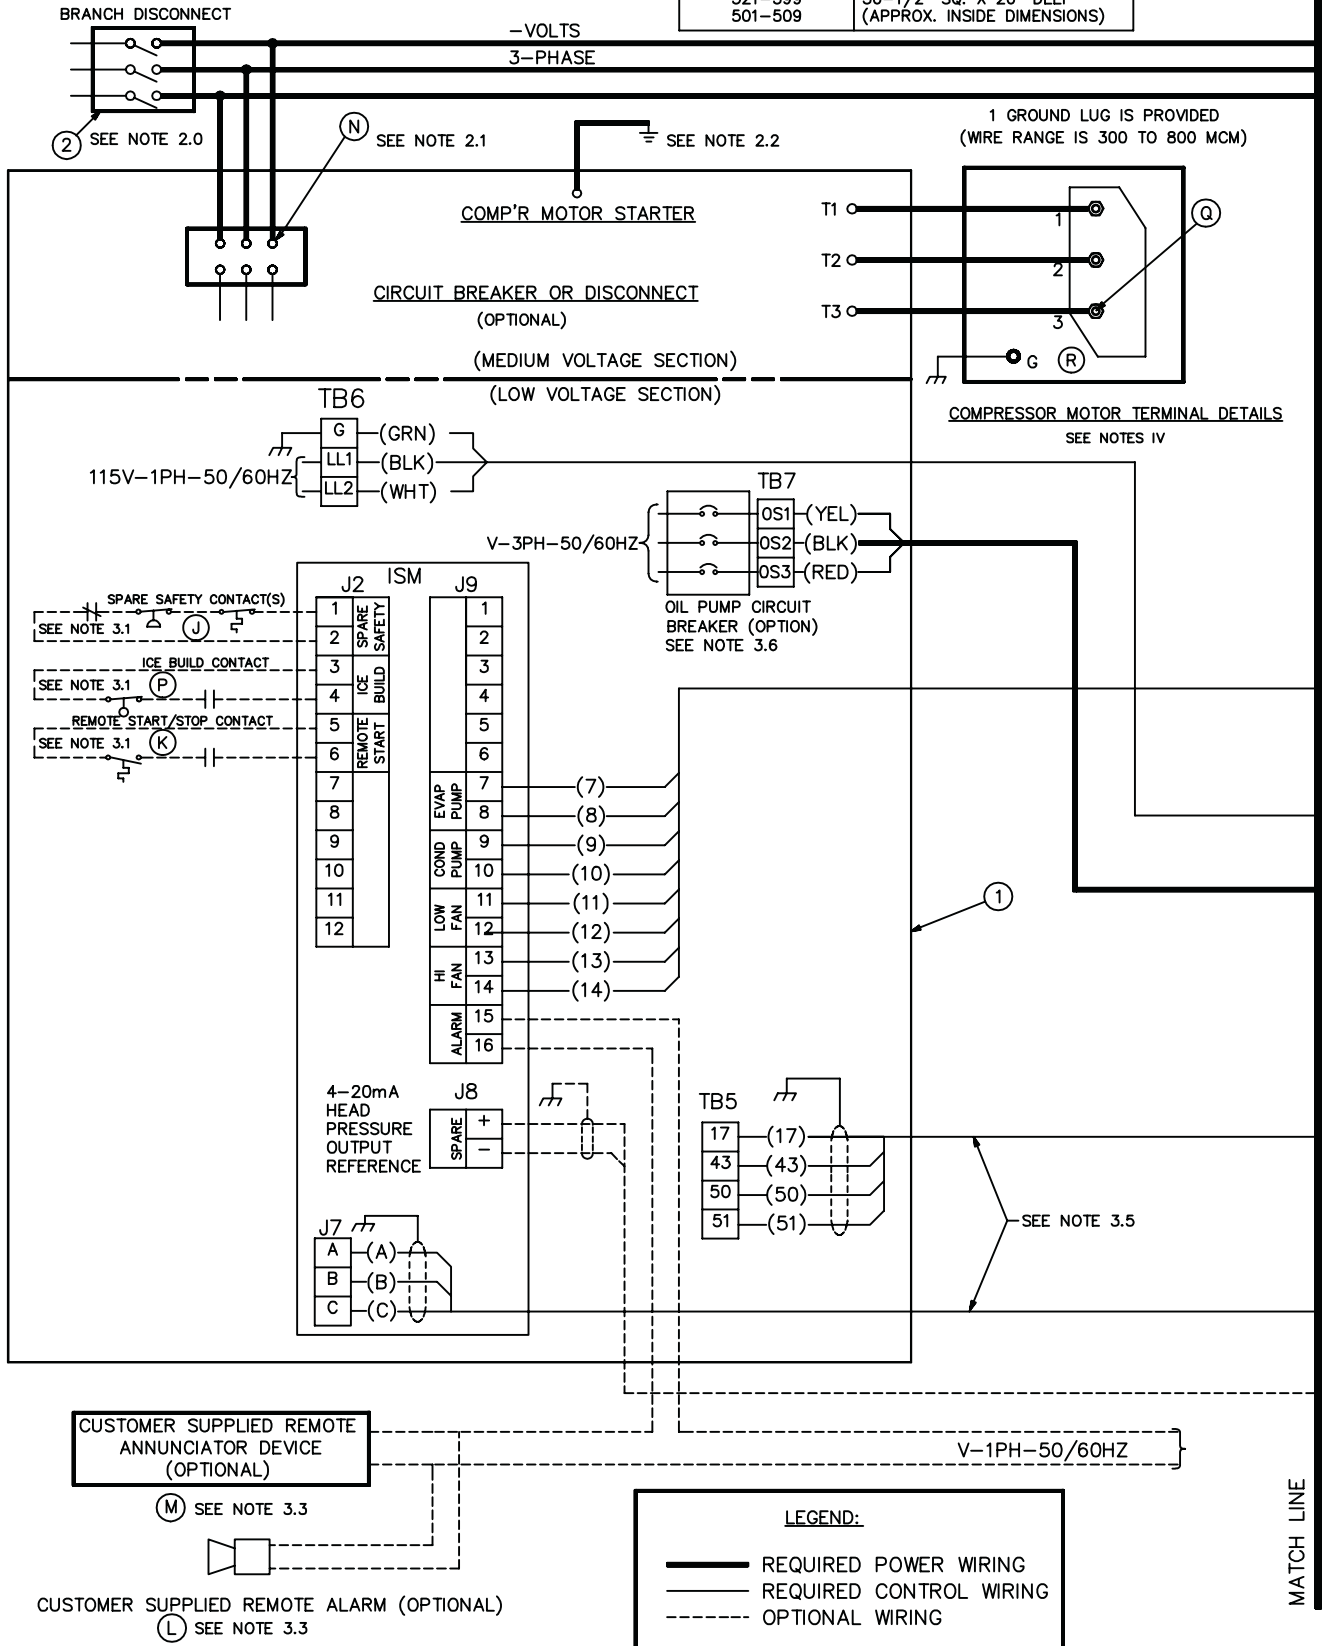 BRANCH DISCONNECT
501-509
(APPROX. INSIDE DIMENSIONS)
-VOLTS
3-PHASE
2 SEE NOTE 2.0
N SEE NOTE 2.1
SEE NOTE 2.2
1 GROUND LUG IS PROVIDED
(WIRE RANGE IS 300 TO 800 MCM)
COMP'R MOTOR STARTER
T1
T2
T3
1
2
3
Q
G
R
CIRCUIT BREAKER OR DISCONNECT
(OPTIONAL)
(MEDIUM VOLTAGE SECTION)
(LOW VOLTAGE SECTION)
COMPRESSOR MOTOR TERMINAL DETAILS
SEE NOTES IV
TB6
G (GRN)
LL1 (BLK)
LL2 (WHT)
115V-1PH-50/60HZ
TB7
OS1 (YEL)
OS2 (BLK)
OS3 (RED)
V-3PH-50/60HZ
OIL PUMP CIRCUIT
BREAKER (OPTION)
SEE NOTE 3.6
ISM
J2
J9
SPARE SAFETY CONTACT(S)
SEE NOTE 3.1 J
ICE BUILD CONTACT
SEE NOTE 3.1 P
REMOTE START/STOP CONTACT
SEE NOTE 3.1 K
1
2
3
4
5
6
7
8
9
10
11
12
SPARE
SAFETY
ICE
BUILD
REMOTE
START
1
2
3
4
5
6
7
8
9
10
11
12
13
14
15
16
EVAP
PUMP
COND
PUMP
LOW
FAN
HI
FAN
ALARM
(7)
(8)
(9)
(10)
(11)
(12)
(13)
(14)
1
4-20mA
HEAD
PRESSURE
OUTPUT
REFERENCE
J8
SPARE
+
-
TB5
17 (17)
43 (43)
50 (50)
51 (51)
SEE NOTE 3.5
J7
A (A)
B (B)
C (C)
CUSTOMER SUPPLIED REMOTE
ANNUNCIATOR DEVICE
(OPTIONAL)
M SEE NOTE 3.3
V-1PH-50/60HZ
CUSTOMER SUPPLIED REMOTE ALARM (OPTIONAL)
L SEE NOTE 3.3
LEGEND:
REQUIRED POWER WIRING
REQUIRED CONTROL WIRING
OPTIONAL WIRING
MATCH LINE